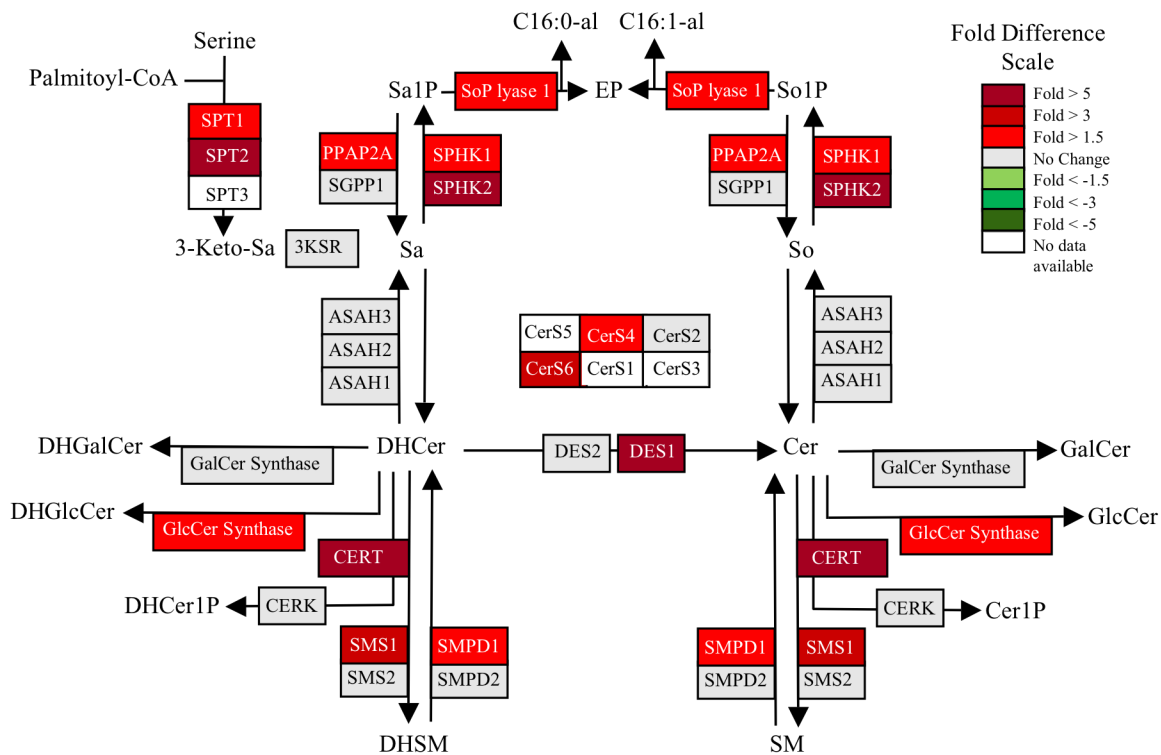 C16:0-al
C16:1-al
Fold Difference
Scale
Serine
Palmitoyl-CoA
Sa1P
SoP lyase 1
EP
SoP lyase 1
So1P
Fold > 5
Fold > 3
Fold > 1.5
No Change
Fold < -1.5
Fold < -3
Fold < -5
No data
available
SPT1
SPT2
SPT3
PPAP2A
SGPP1
SPHK1
SPHK2
PPAP2A
SGPP1
SPHK1
SPHK2
3-Keto-Sa
3KSR
Sa
So
ASAH3
ASAH2
ASAH1
CerS5
CerS4
CerS2
CerS6
CerS1
CerS3
ASAH3
ASAH2
ASAH1
DHGalCer
GalCer Synthase
DHCer
DES2
DES1
Cer
GalCer Synthase
GalCer
DHGlcCer
GlcCer Synthase
GlcCer Synthase
GlcCer
CERT
CERT
DHCer1P
CERK
CERK
Cer1P
SMS1
SMS2
SMPD1
SMPD2
SMPD1
SMPD2
SMS1
SMS2
DHSM
SM